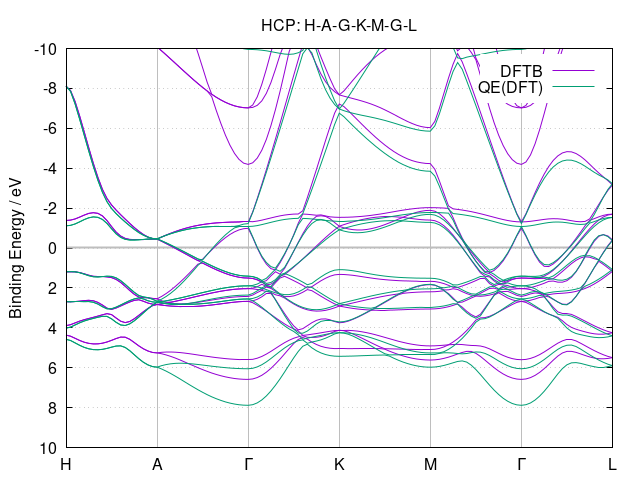 HCP: H-A-G-K-M-G-L
DFTB
QE(DFT)
Binding Energy / eV
-10
-8
-6
-4
-2
0
2
4
6
8
10
H A Γ K M Γ L